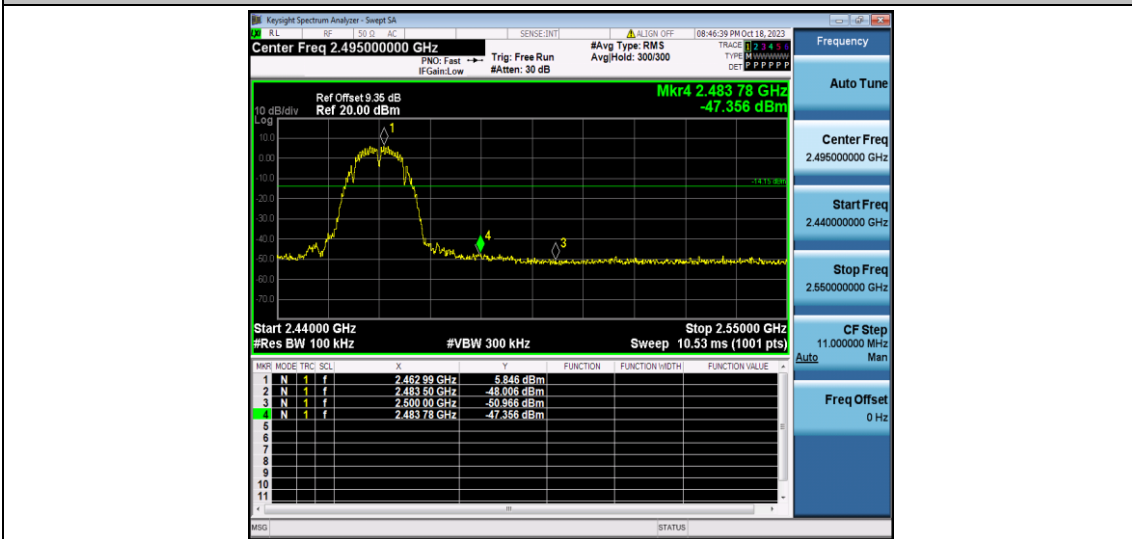 Keysight Spectrum Analyzer - Swept SA
RL RF 50 Ω AC SENSE:INT ALIGN OFF 08:46:39 PM Oct 18, 2023
Center Freq 2.495000000 GHz #Avg Type: RMS TRACE 1 2 3 4 5 6
PNO: Fast Trig: Free Run Avg|Hold: 300/300 TYPE M WWWWW
IFGain:Low #Atten: 30 dB DET P P P P P P
Mkr4 2.483 78 GHz
-47.356 dBm
Ref Offset 9.35 dB
10 dB/div Ref 20.00 dBm
Log
10.0
0.00
-10.0
-20.0
-30.0
-40.0
-50.0
-60.0
-70.0
1
-14.15 dBm
4
3
Start 2.44000 GHz Stop 2.55000 GHz
#Res BW 100 kHz #VBW 300 kHz Sweep 10.53 ms (1001 pts)
MKR MODE TRC SCL X Y FUNCTION FUNCTION WIDTH FUNCTION VALUE
1 N 1 f 2.462 99 GHz 5.846 dBm
2 N 1 f 2.483 50 GHz -48.006 dBm
3 N 1 f 2.500 00 GHz -50.966 dBm
4 N 1 f 2.483 78 GHz -47.356 dBm
5
6
7
8
9
10
11
MSG STATUS
Frequency
Auto Tune
Center Freq
2.495000000 GHz
Start Freq
2.440000000 GHz
Stop Freq
2.550000000 GHz
CF Step
11.000000 MHz
Auto Man
Freq Offset
0 Hz